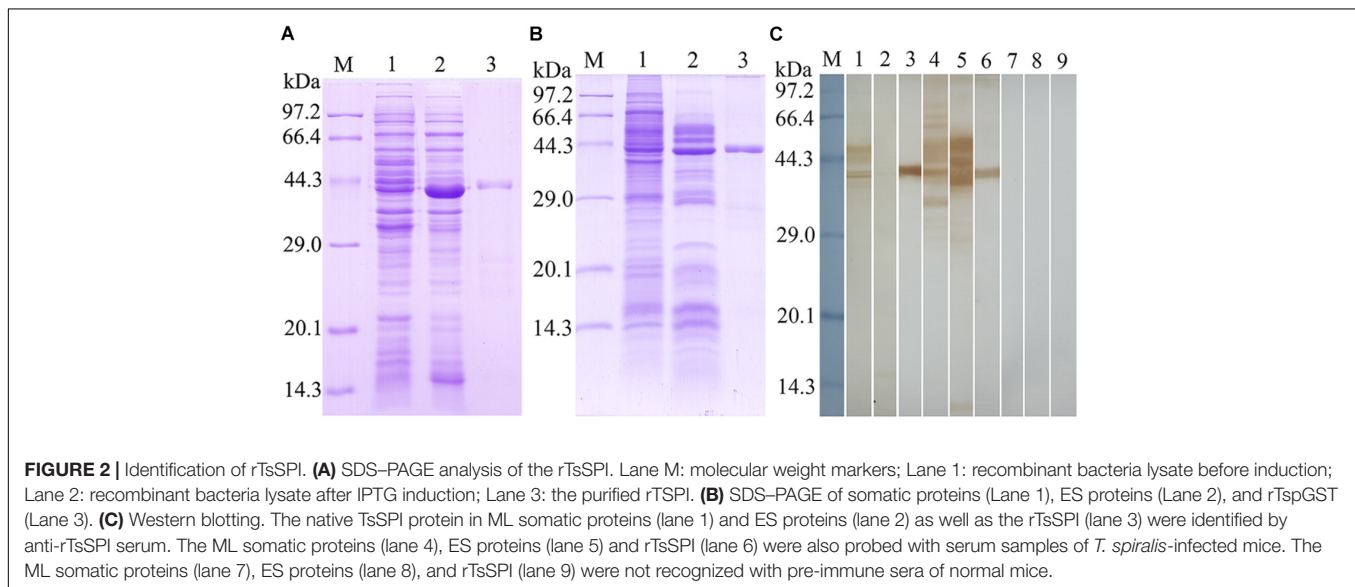 A
M 1 2 3
kDa
97.2
66.4
44.3
29.0
20.1
14.3
B
M 1 2 3
kDa
97.2
66.4
44.3
29.0
20.1
14.3
C
M 1 2 3 4 5 6 7 8 9
kDa
97.2
66.4
44.3
29.0
20.1
14.3
FIGURE 2 | Identification of rTsSPI. (A) SDS–PAGE analysis of the rTsSPI. Lane M: molecular weight markers; Lane 1: recombinant bacteria lysate before induction;
Lane 2: recombinant bacteria lysate after IPTG induction; Lane 3: the purified rTSPI. (B) SDS–PAGE of somatic proteins (Lane 1), ES proteins (Lane 2), and rTspGST
(Lane 3). (C) Western blotting. The native TsSPI protein in ML somatic proteins (lane 1) and ES proteins (lane 2) as well as the rTsSPI (lane 3) were identified by
anti-rTsSPI serum. The ML somatic proteins (lane 4), ES proteins (lane 5) and rTsSPI (lane 6) were also probed with serum samples of T. spiralis-infected mice. The
ML somatic proteins (lane 7), ES proteins (lane 8), and rTsSPI (lane 9) were not recognized with pre-immune sera of normal mice.